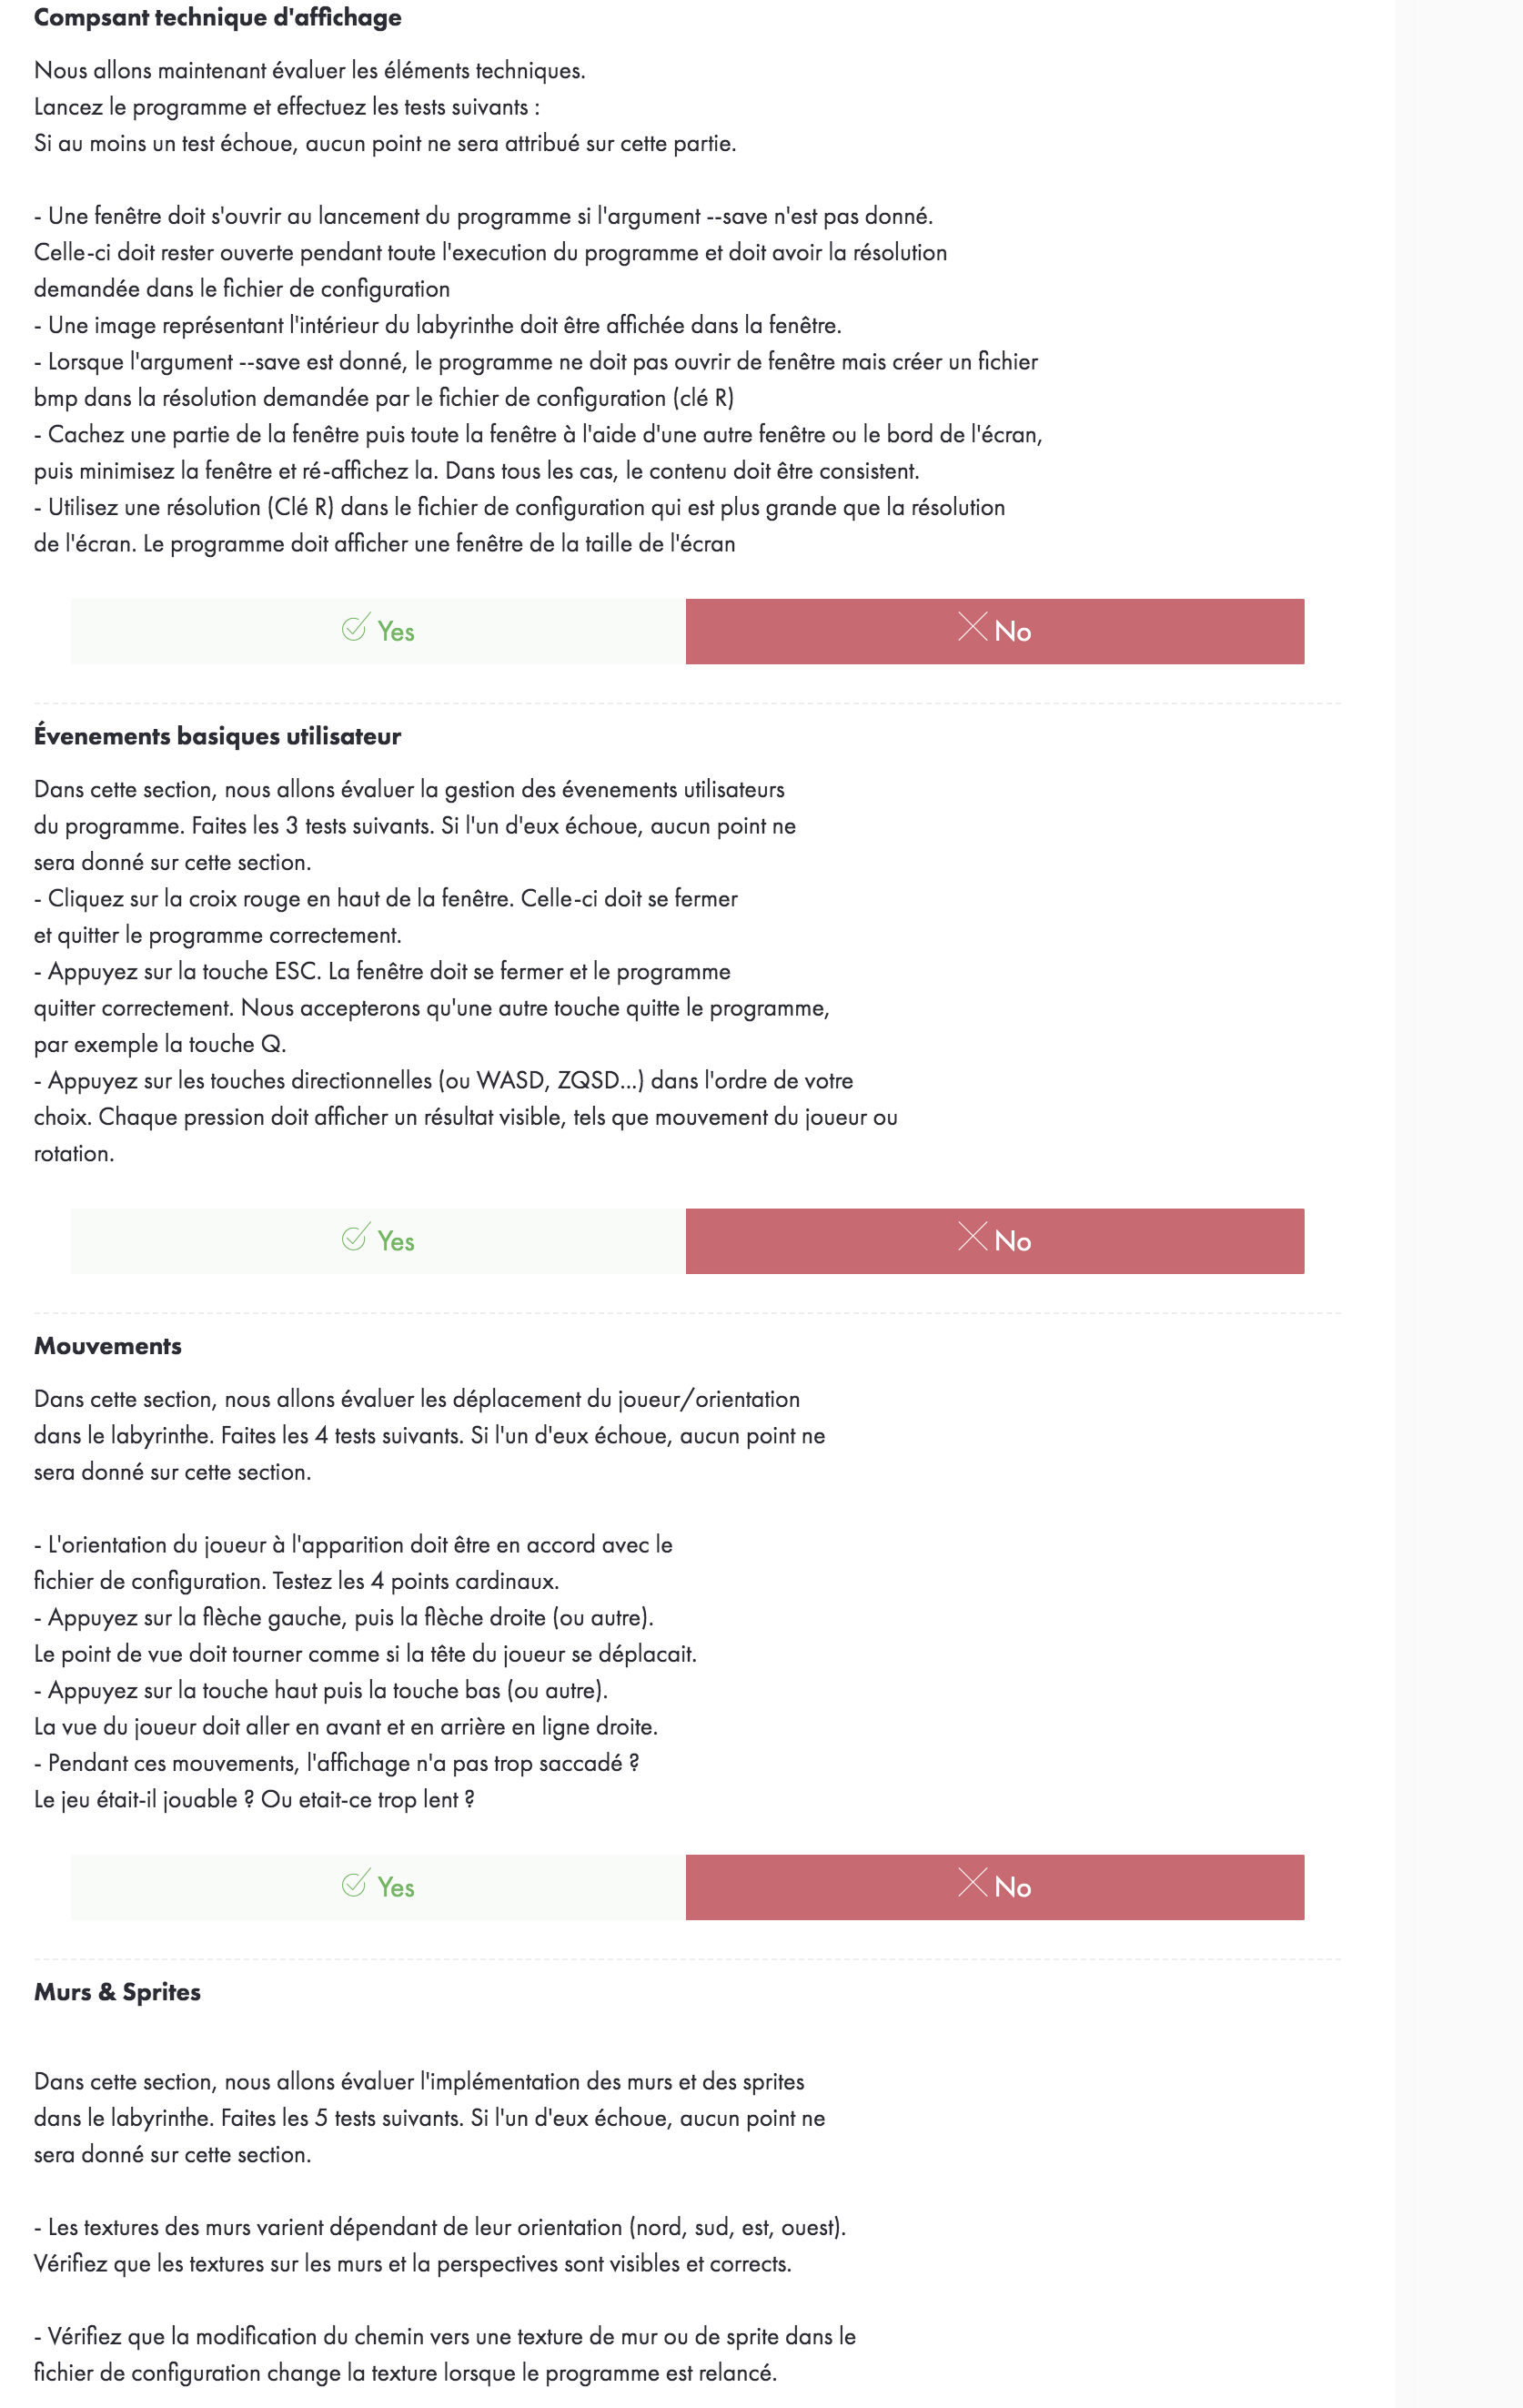 Compsant technique d'affichage
Nous allons maintenant évaluer les éléments techniques.
Lancez le programme et effectuez les tests suivants :
Si au moins un test échoue, aucun point ne sera attribué sur cette partie.
- Une fenêtre doit s'ouvrir au lancement du programme si l'argument --save n'est pas donné.
Celle-ci doit rester ouverte pendant toute l'execution du programme et doit avoir la résolution
demandée dans le fichier de configuration
- Une image représentant l'intérieur du labyrinthe doit être affichée dans la fenêtre.
- Lorsque l'argument --save est donné, le programme ne doit pas ouvrir de fenêtre mais créer un fichier
bmp dans la résolution demandée par le fichier de configuration (clé R)
- Cachez une partie de la fenêtre puis toute la fenêtre à l'aide d'une autre fenêtre ou le bord de l'écran,
puis minimisez la fenêtre et ré-affichez la. Dans tous les cas, le contenu doit être consistent.
- Utilisez une résolution (Clé R) dans le fichier de configuration qui est plus grande que la résolution
de l'écran. Le programme doit afficher une fenêtre de la taille de l'écran
Yes No
Évenements basiques utilisateur
Dans cette section, nous allons évaluer la gestion des évenements utilisateurs
du programme. Faites les 3 tests suivants. Si l'un d'eux échoue, aucun point ne
sera donné sur cette section.
- Cliquez sur la croix rouge en haut de la fenêtre. Celle-ci doit se fermer
et quitter le programme correctement.
- Appuyez sur la touche ESC. La fenêtre doit se fermer et le programme
quitter correctement. Nous accepterons qu'une autre touche quitte le programme,
par exemple la touche Q.
- Appuyez sur les touches directionnelles (ou WASD, ZQSD...) dans l'ordre de votre
choix. Chaque pression doit afficher un résultat visible, tels que mouvement du joueur ou
rotation.
Yes No
Mouvements
Dans cette section, nous allons évaluer les déplacement du joueur/orientation
dans le labyrinthe. Faites les 4 tests suivants. Si l'un d'eux échoue, aucun point ne
sera donné sur cette section.
- L'orientation du joueur à l'apparition doit être en accord avec le
fichier de configuration. Testez les 4 points cardinaux.
- Appuyez sur la flèche gauche, puis la flèche droite (ou autre).
Le point de vue doit tourner comme si la tête du joueur se déplacait.
- Appuyez sur la touche haut puis la touche bas (ou autre).
La vue du joueur doit aller en avant et en arrière en ligne droite.
- Pendant ces mouvements, l'affichage n'a pas trop saccadé ?
Le jeu était-il jouable ? Ou etait-ce trop lent ?
Yes No
Murs & Sprites
Dans cette section, nous allons évaluer l'implémentation des murs et des sprites
dans le labyrinthe. Faites les 5 tests suivants. Si l'un d'eux échoue, aucun point ne
sera donné sur cette section.
- Les textures des murs varient dépendant de leur orientation (nord, sud, est, ouest).
Vérifiez que les textures sur les murs et la perspectives sont visibles et corrects.
- Vérifiez que la modification du chemin vers une texture de mur ou de sprite dans le
fichier de configuration change la texture lorsque le programme est relancé.